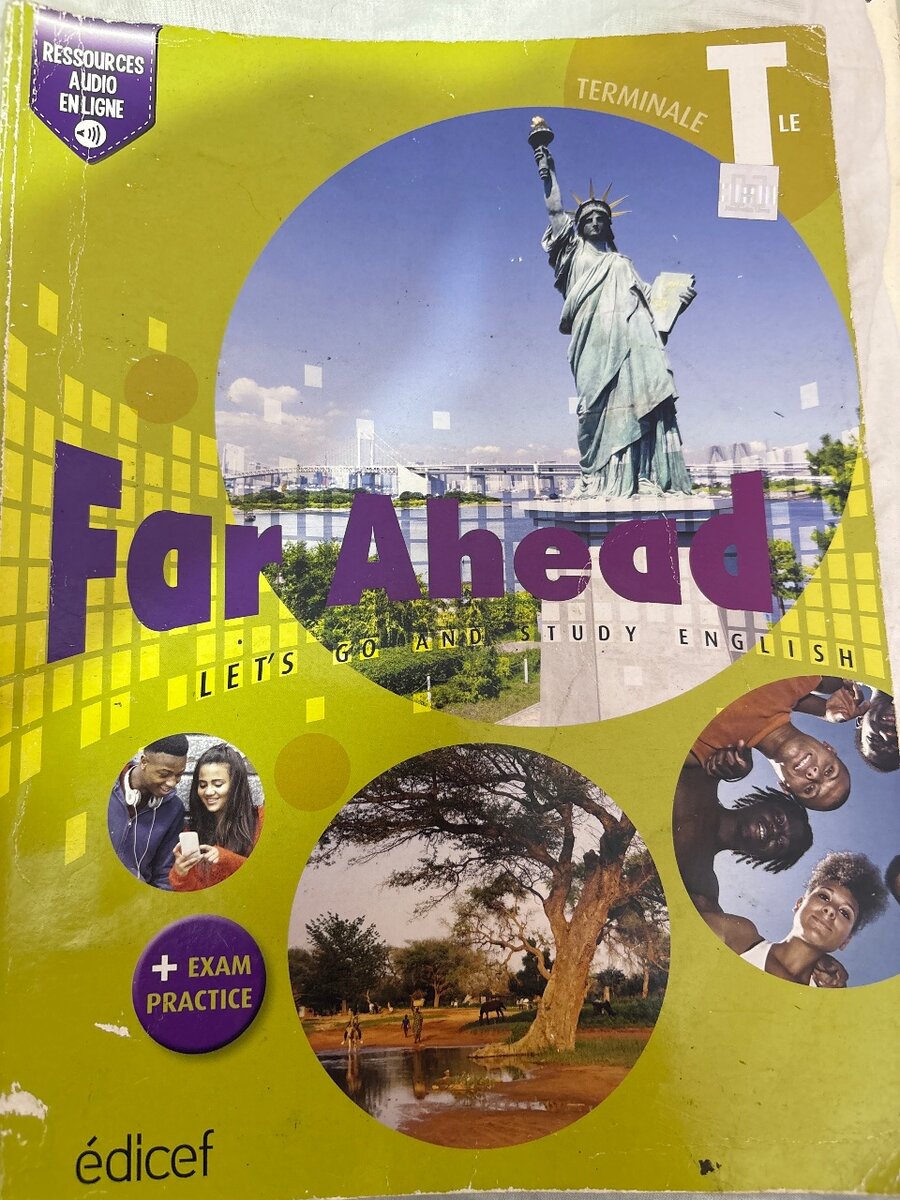 RESSOURCES
AUDIO
EN LIGNE
TERMINALE
T LE
Far Ahead
LET'S GO AND STUDY ENGLISH
+ EXAM
PRACTICE
édicef